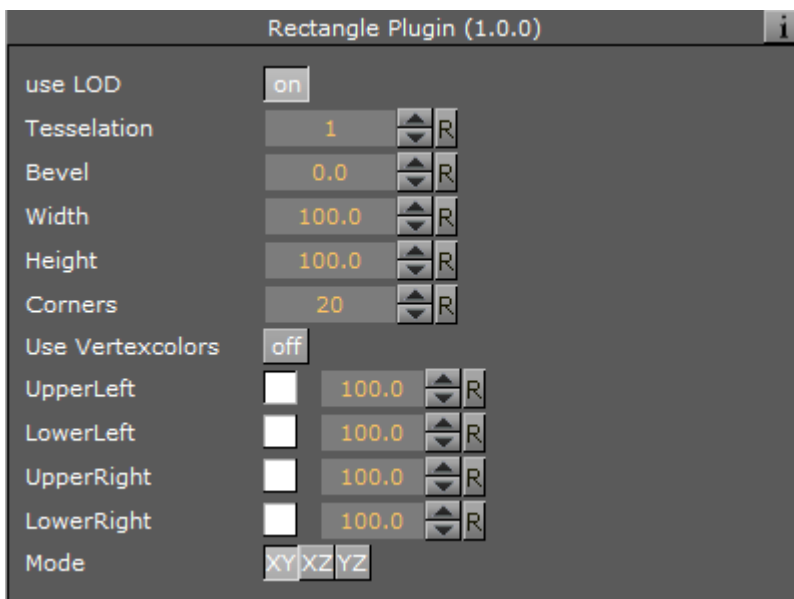 Rectangle Plugin (1.0.0) i
use LOD on
Tesselation 1 R
Bevel 0.0 R
Width 100.0 R
Height 100.0 R
Corners 20 R
Use Vertexcolors off
UpperLeft 100.0 R
LowerLeft 100.0 R
UpperRight 100.0 R
LowerRight 100.0 R
Mode XY XZ YZ